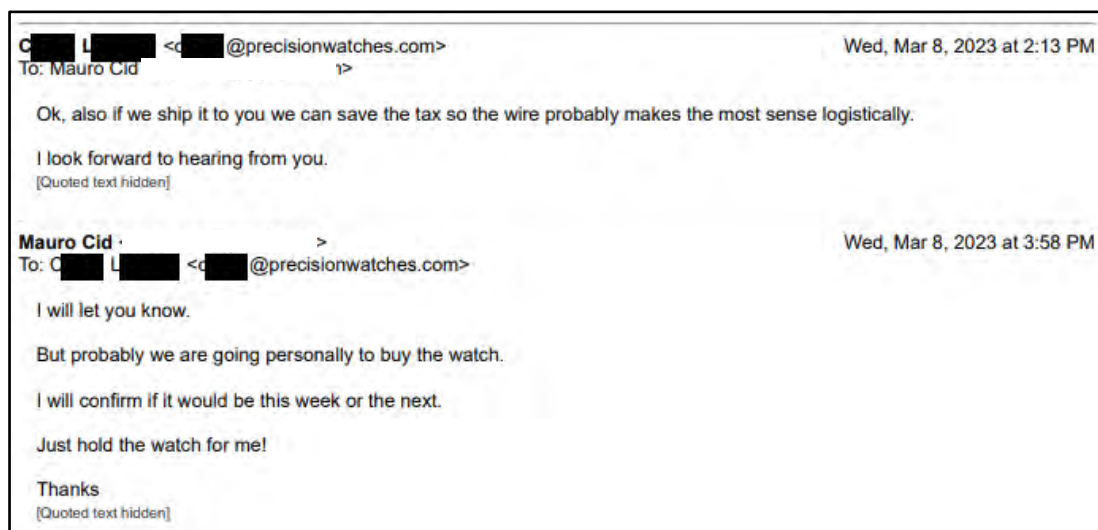 C L <c @precisionwatches.com> Wed, Mar 8, 2023 at 2:13 PM
To: Mauro Cid >
Ok, also if we ship it to you we can save the tax so the wire probably makes the most sense logistically.
I look forward to hearing from you.
[Quoted text hidden]
Mauro Cid > Wed, Mar 8, 2023 at 3:58 PM
To: C L <c @precisionwatches.com>
I will let you know.
But probably we are going personally to buy the watch.
I will confirm if it would be this week or the next.
Just hold the watch for me!
Thanks
[Quoted text hidden]